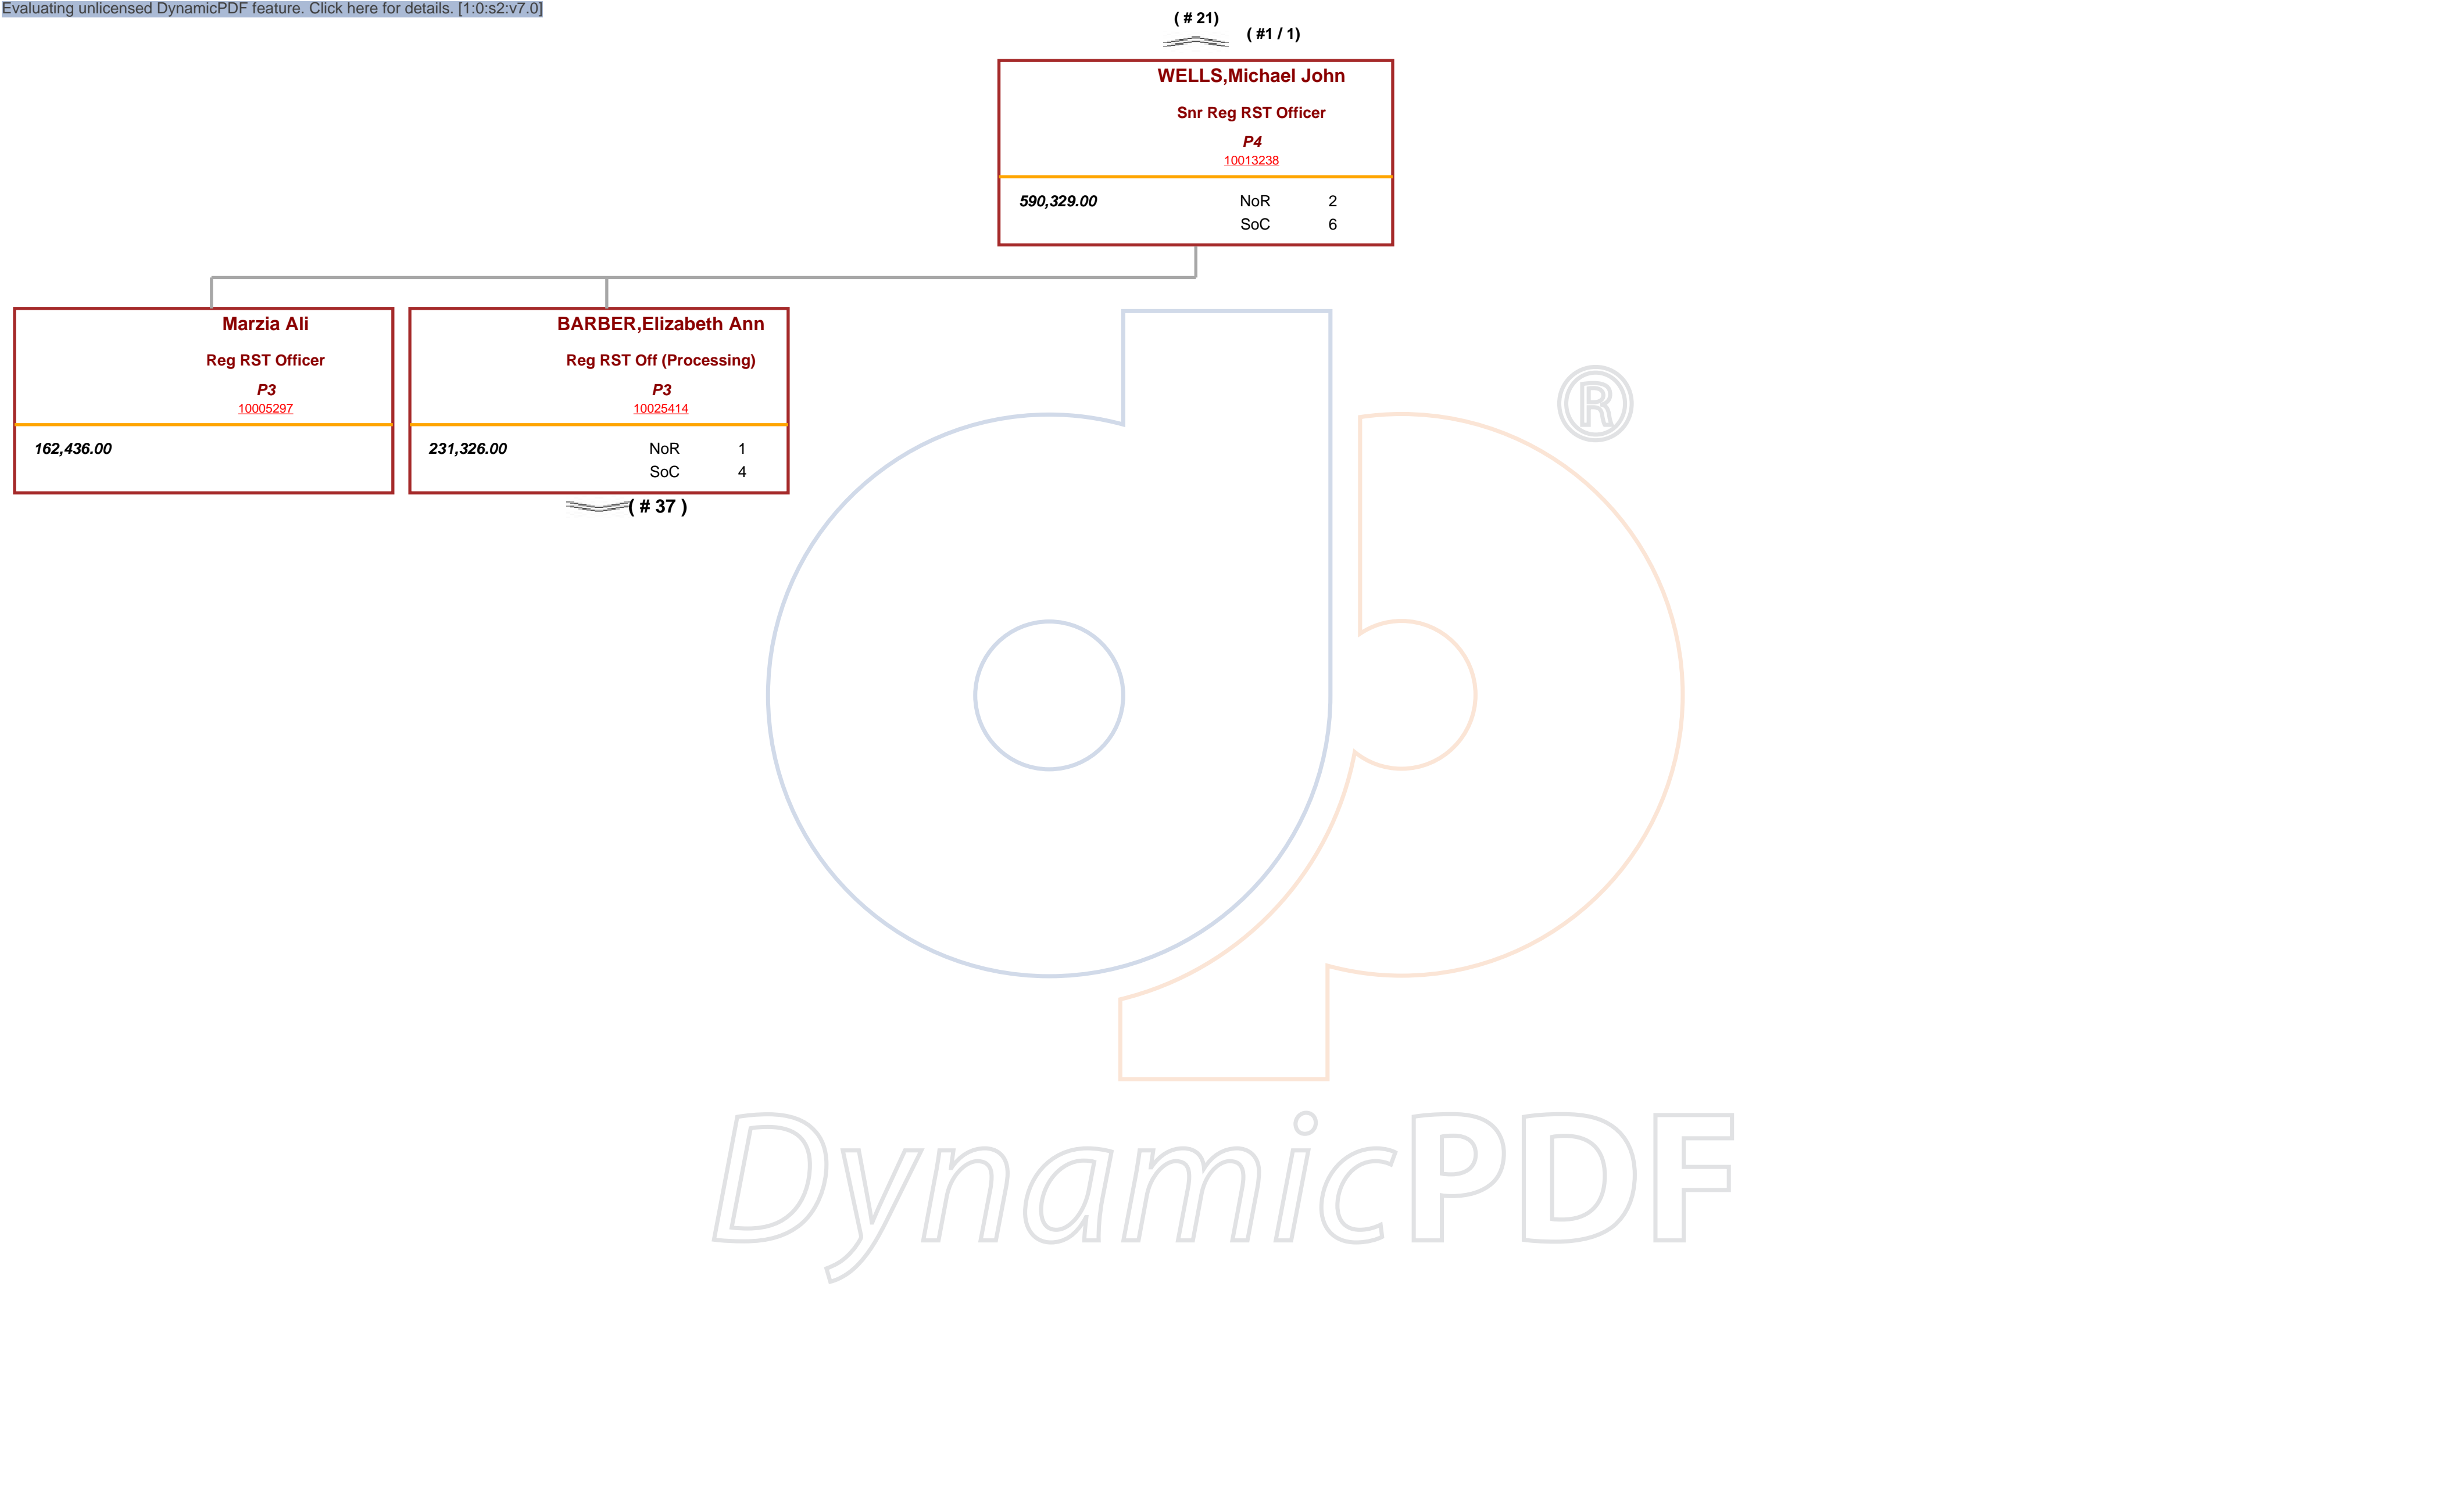 Evaluating unlicensed DynamicPDF feature. Click here for details. [1:0:s2:v7.0]
( # 21)
( #1 / 1)
WELLS,Michael John
Snr Reg RST Officer
P4
10013238
590,329.00 NoR 2
SoC 6
Marzia Ali
Reg RST Officer
P3
10005297
162,436.00
BARBER,Elizabeth Ann
Reg RST Off (Processing)
P3
10025414
231,326.00 NoR 1
SoC 4
( # 37 )
®
DynamicPDF